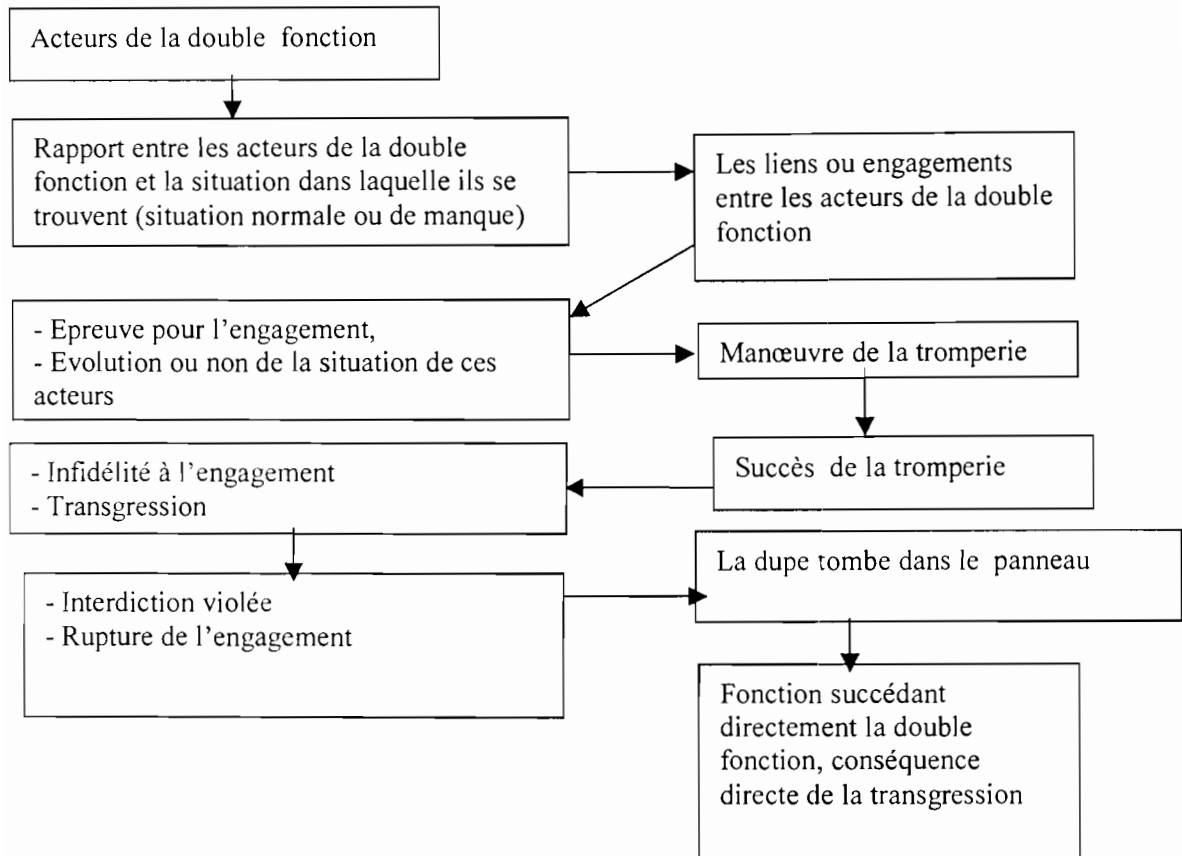 Acteurs de la double fonction
Rapport entre les acteurs de la double
fonction et la situation dans laquelle ils se
trouvent (situation normale ou de manque)
Les liens ou engagements
entre les acteurs de la double
fonction
- Epreuve pour l'engagement,
- Evolution ou non de la situation de ces
acteurs
Manœuvre de la tromperie
Succès de la tromperie
- Infidélité à l'engagement
- Transgression
- Interdiction violée
- Rupture de l'engagement
La dupe tombe dans le panneau
Fonction succédant
directement la double
fonction, conséquence
directe de la transgression